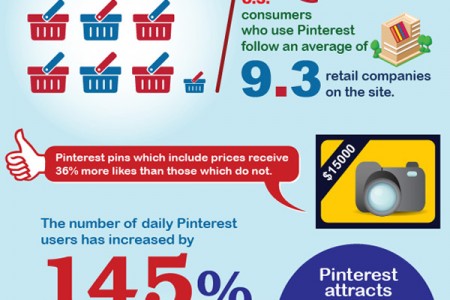 consumers
who use Pinterest
follow an average of
9.3 retail companies
on the site.
Pinterest pins which include prices receive
36% more likes than those which do not.
$15000
The number of daily Pinterest
users has increased by
145%
Pinterest
attracts